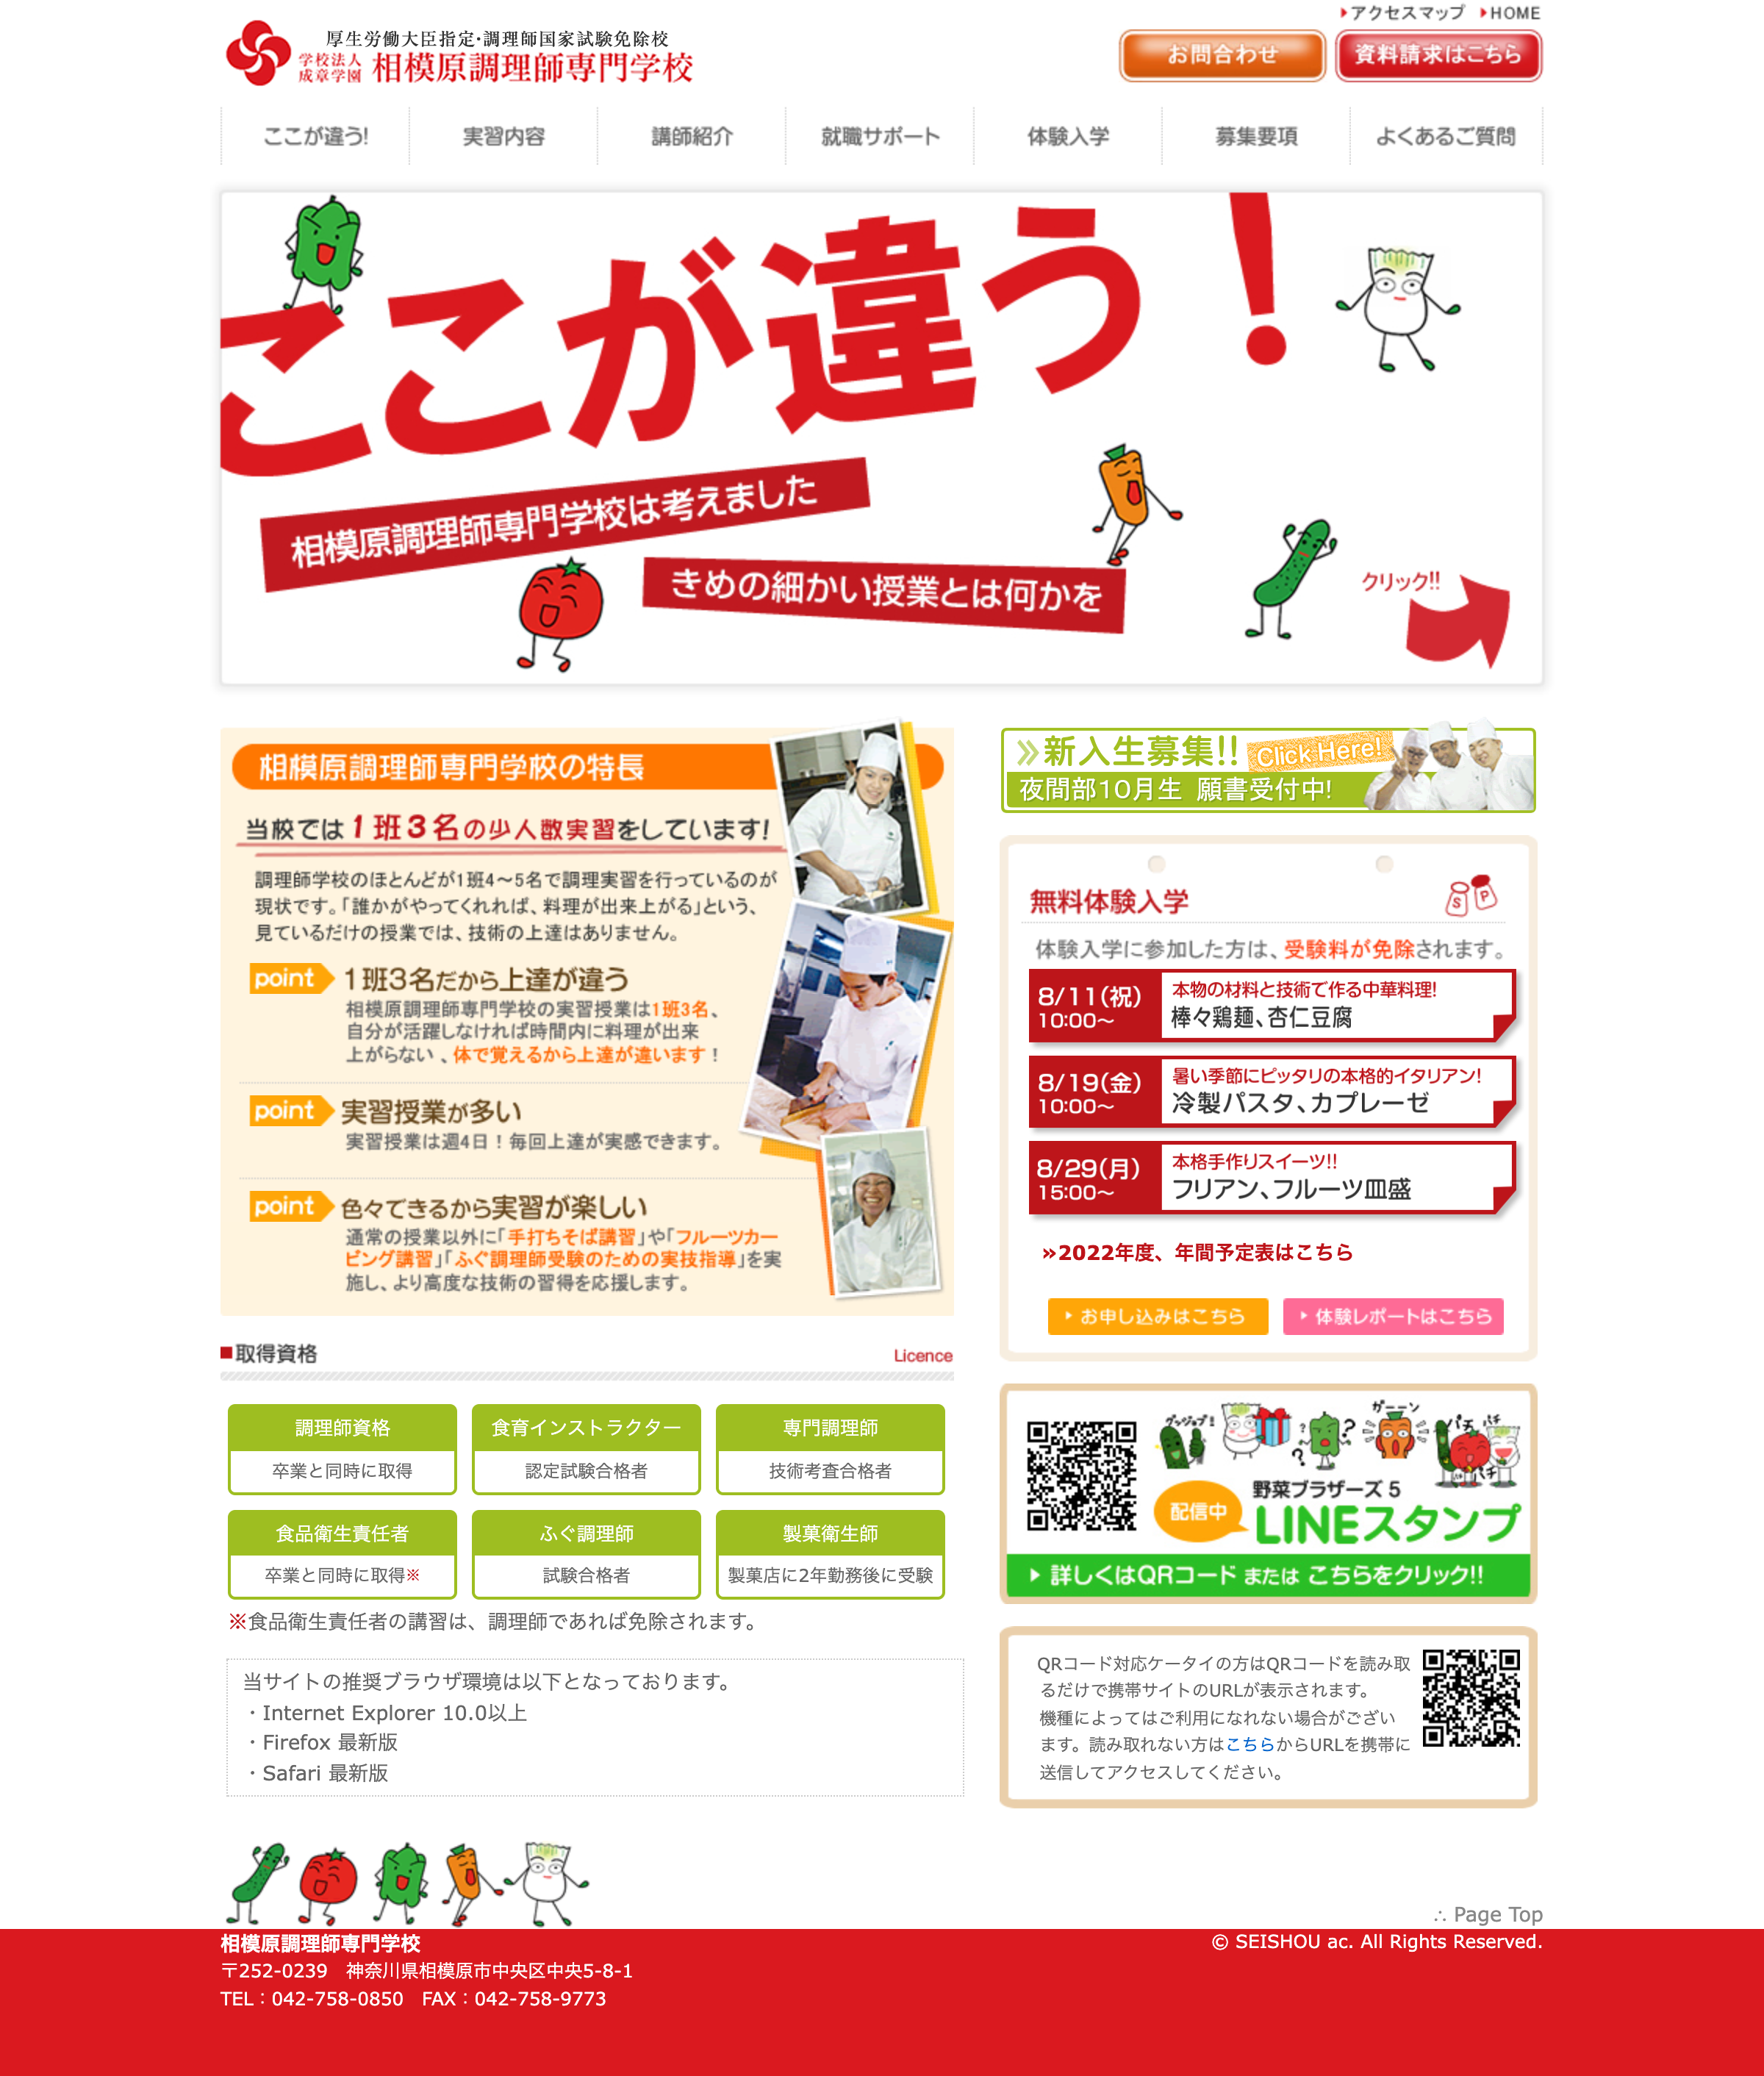 アクセスマップ HOME
厚生労働大臣指定・調理師国家試験免除校
学校法人 成章学園 相模原調理師専門学校
お問合わせ 資料請求はこちら
ここが違う! 実習内容 講師紹介 就職サポート 体験入学 募集要項 よくあるご質問
ここが違う！
相模原調理師専門学校は考えました
きめの細かい授業とは何かを
クリック!!
相模原調理師専門学校の特長
当校では1班3名の少人数実習をしています!
調理師学校のほとんどが1班4〜5名で調理実習を行っているのが
現状です。「誰かがやってくれれば、料理が出来上がる」という、
見ているだけの授業では、技術の上達はありません。
point 1班3名だから上達が違う
相模原調理師専門学校の実習授業は1班3名、
自分が活躍しなければ時間内に料理が出来
上がらない 、体で覚えるから上達が違います！
point 実習授業が多い
実習授業は週4日！毎回上達が実感できます。
point 色々できるから実習が楽しい
通常の授業以外に「手打ちそば講習」や「フルーツカー
ビング講習」「ふぐ調理師受験のための実技指導」を実
施し、より高度な技術の習得を応援します。
取得資格 Licence
調理師資格 食育インストラクター 専門調理師
卒業と同時に取得 認定試験合格者 技術考査合格者
食品衛生責任者 ふぐ調理師 製菓衛生師
卒業と同時に取得※ 試験合格者 製菓店に2年勤務後に受験
※食品衛生責任者の講習は、調理師であれば免除されます。
当サイトの推奨ブラウザ環境は以下となっております。
・Internet Explorer 10.0以上
・Firefox 最新版
・Safari 最新版
»新入生募集!! Click Here!
夜間部10月生 願書受付中!
無料体験入学
S P
体験入学に参加した方は、受験料が免除されます。
8/11(祝) 10:00〜
本物の材料と技術で作る中華料理!
棒々鶏麺、杏仁豆腐
8/19(金) 10:00〜
暑い季節にピッタリの本格的イタリアン!
冷製パスタ、カプレーゼ
8/29(月) 15:00〜
本格手作りスイーツ!!
フリアン、フルーツ皿盛
»2022年度、年間予定表はこちら
お申し込みはこちら 体験レポートはこちら
グッジョブ! ? ? ? ガーーン パチ パチ パチ
野菜ブラザーズ 5
配信中 LINEスタンプ
詳しくはQRコード または こちらをクリック!!
QRコード対応ケータイの方はQRコードを読み取
るだけで携帯サイトのURLが表示されます。
機種によってはご利用になれない場合がござい
ます。読み取れない方はこちらからURLを携帯に
送信してアクセスしてください。
∴ Page Top
相模原調理師専門学校
© SEISHOU ac. All Rights Reserved.
〒252-0239 神奈川県相模原市中央区中央5-8-1
TEL：042-758-0850 FAX：042-758-9773